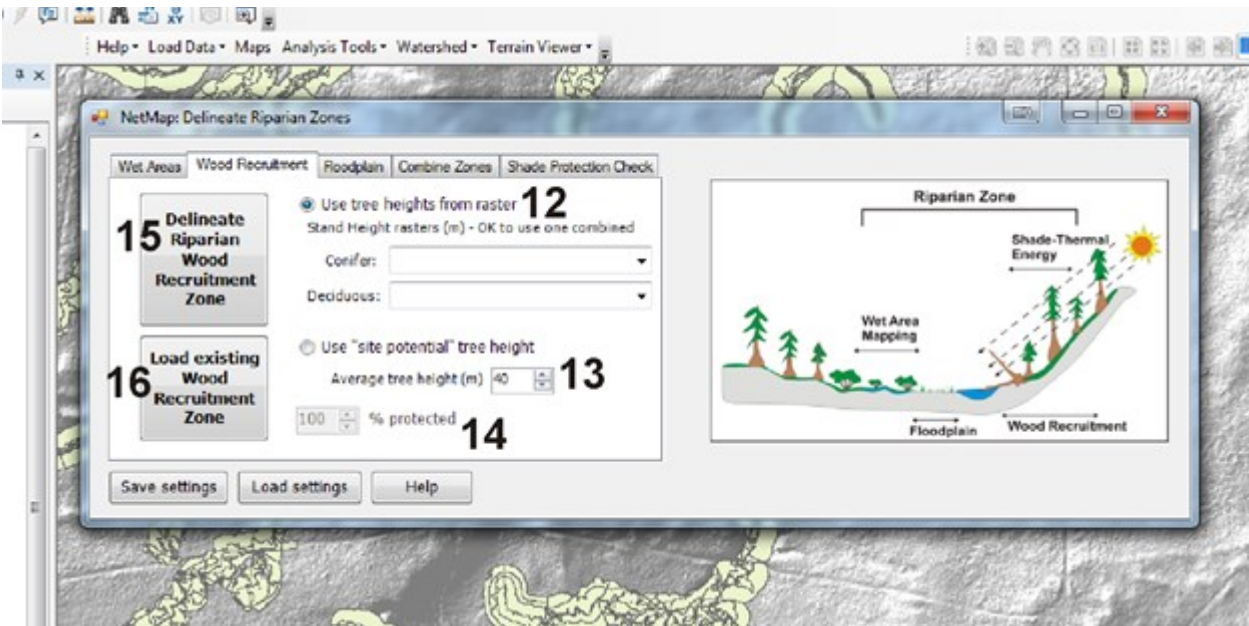 XY
Help Load Data Maps Analysis Tools Watershed Terrain Viewer
NetMap: Delineate Riparian Zones
Wet Areas Wood Recruitment Floodplain Combine Zones Shade Protection Check
15
Delineate
Riparian
Wood
Recruitment
Zone
16
Load existing
Wood
Recruitment
Zone
Use tree heights from raster 12
Stand Height rasters (m) - OK to use one combined
Conifer:
Deciduous:
Use "site potential" tree height
Average tree height (m) 40 13
100 % protected 14
Save settings Load settings Help
Riparian Zone
Shade-Thermal
Energy
Wet Area
Mapping
Floodplain
Wood Recruitment